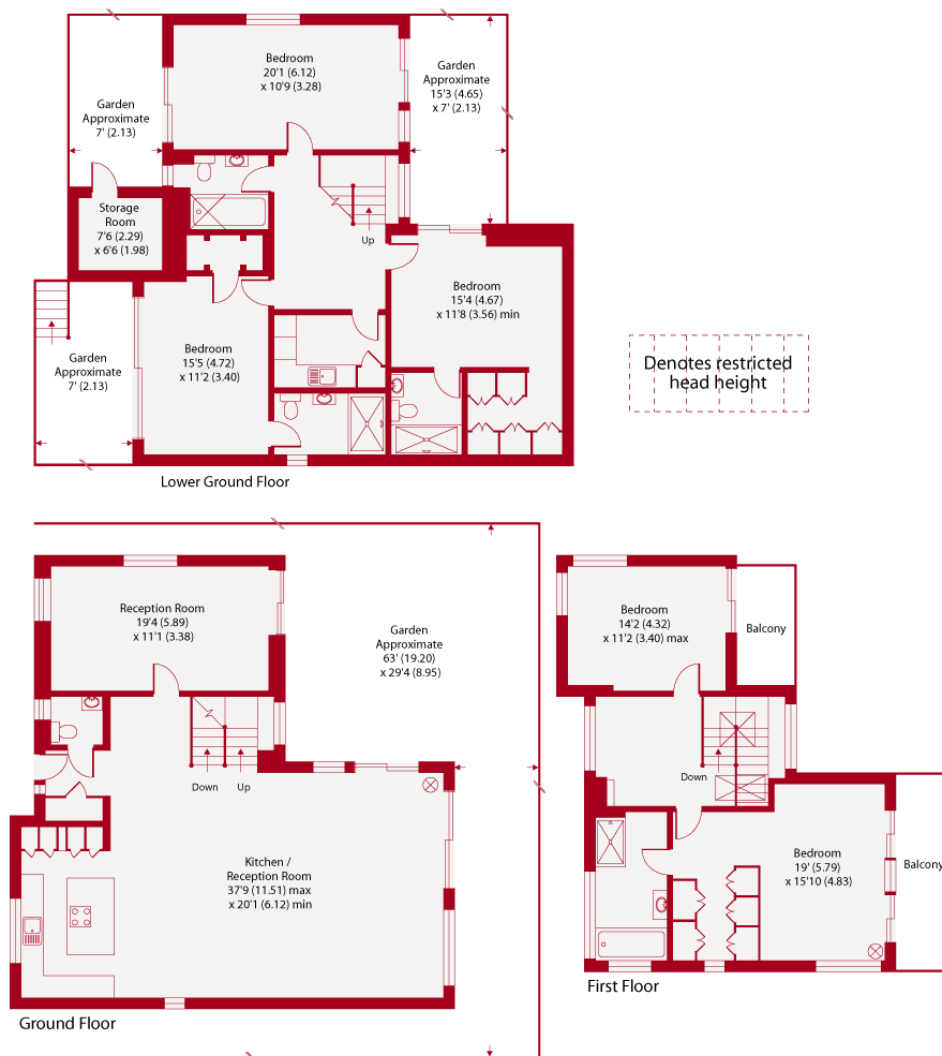 Bedroom
20'1 (6.12)
x 10'9 (3.28)
Garden
Approximate
15'3 (4.65)
x 7' (2.13)
Garden
Approximate
7' (2.13)
Storage
Room
7'6 (2.29)
x 6'6 (1.98)
Up
Bedroom
15'4 (4.67)
x 11'8 (3.56) min
Bedroom
15'5 (4.72)
x 11'2 (3.40)
Garden
Approximate
7' (2.13)
Denotes restricted
head height
Lower Ground Floor
Reception Room
19'4 (5.89)
x 11'1 (3.38)
Garden
Approximate
63' (19.20)
x 29'4 (8.95)
Down
Up
Kitchen /
Reception Room
37'9 (11.51) max
x 20'1 (6.12) min
Ground Floor
Bedroom
14'2 (4.32)
x 11'2 (3.40) max
Balcony
Down
Bedroom
19' (5.79)
x 15'10 (4.83)
Balcony
First Floor